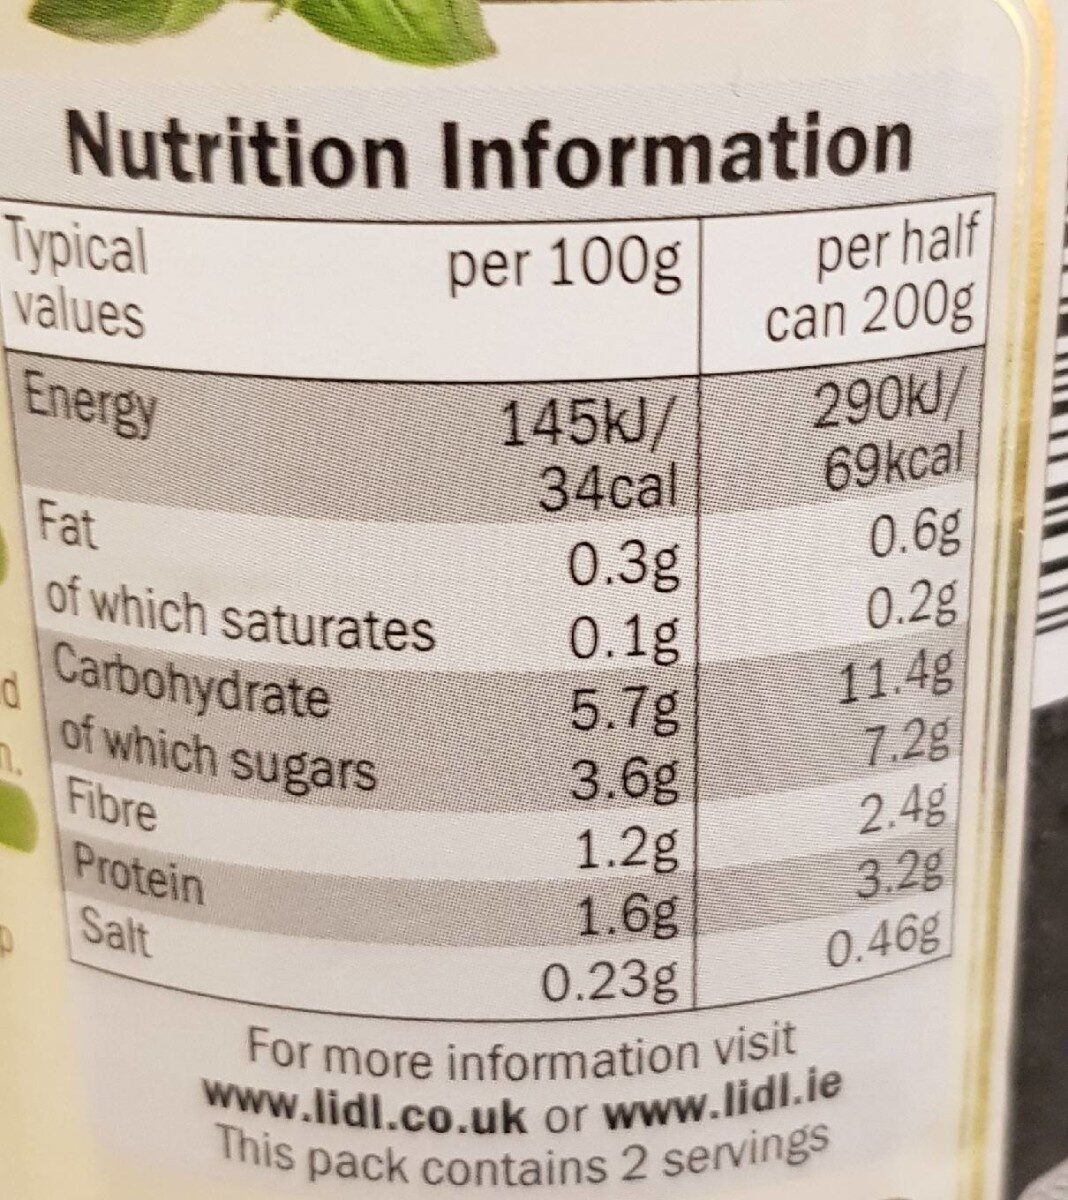 Nutrition Information
Typical values per 100g per half can 200g
Energy 145kJ/ 34cal 290kJ/ 69kcal
Fat 0.3g 0.6g
of which saturates 0.1g 0.2g
Carbohydrate 5.7g 11.4g
of which sugars 3.6g 7.2g
Fibre 1.2g 2.4g
Protein 1.6g 3.2g
Salt 0.23g 0.46g
For more information visit
www.lidl.co.uk or www.lidl.ie
This pack contains 2 servings